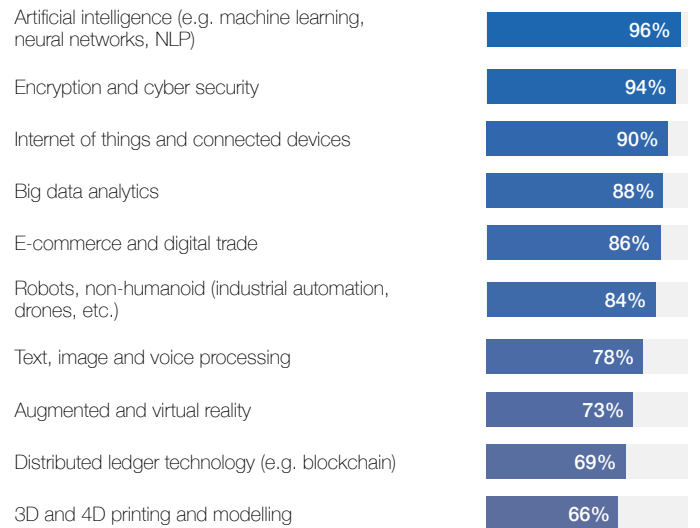 Artificial intelligence (e.g. machine learning,
neural networks, NLP)
96%
Encryption and cyber security
94%
Internet of things and connected devices
90%
Big data analytics
88%
E-commerce and digital trade
86%
Robots, non-humanoid (industrial automation,
drones, etc.)
84%
Text, image and voice processing
78%
Augmented and virtual reality
73%
Distributed ledger technology (e.g. blockchain)
69%
3D and 4D printing and modelling
66%